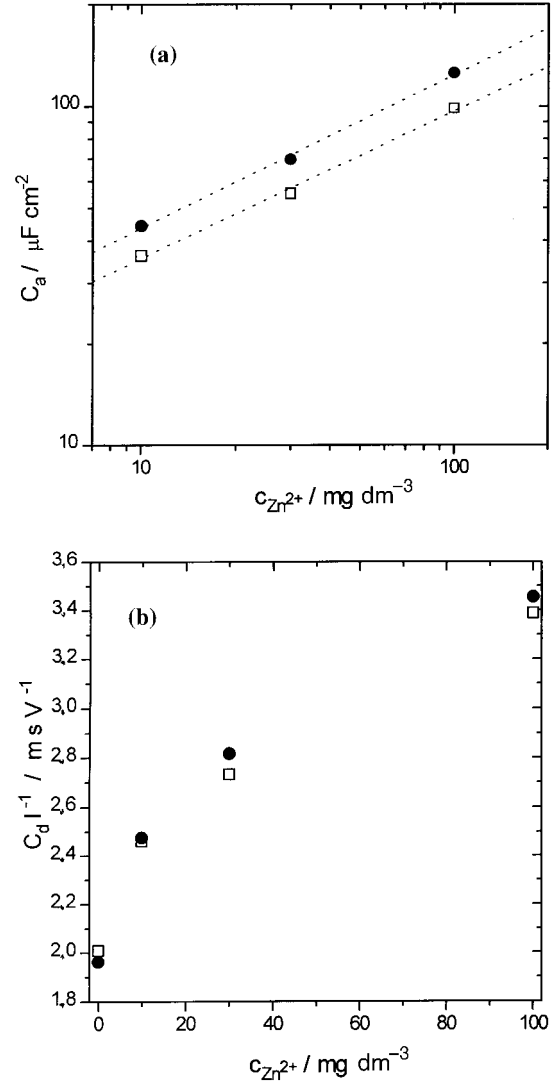 (a)
100
10
C_a / μF cm⁻²
10 100
c_Zn²⁺ / mg dm⁻³
(b)
3,6
3,4
3,2
3,0
2,8
2,6
2,4
2,2
2,0
1,8
C_d I⁻¹ / ms V⁻¹
0 20 40 60 80 100
c_Zn²⁺ / mg dm⁻³